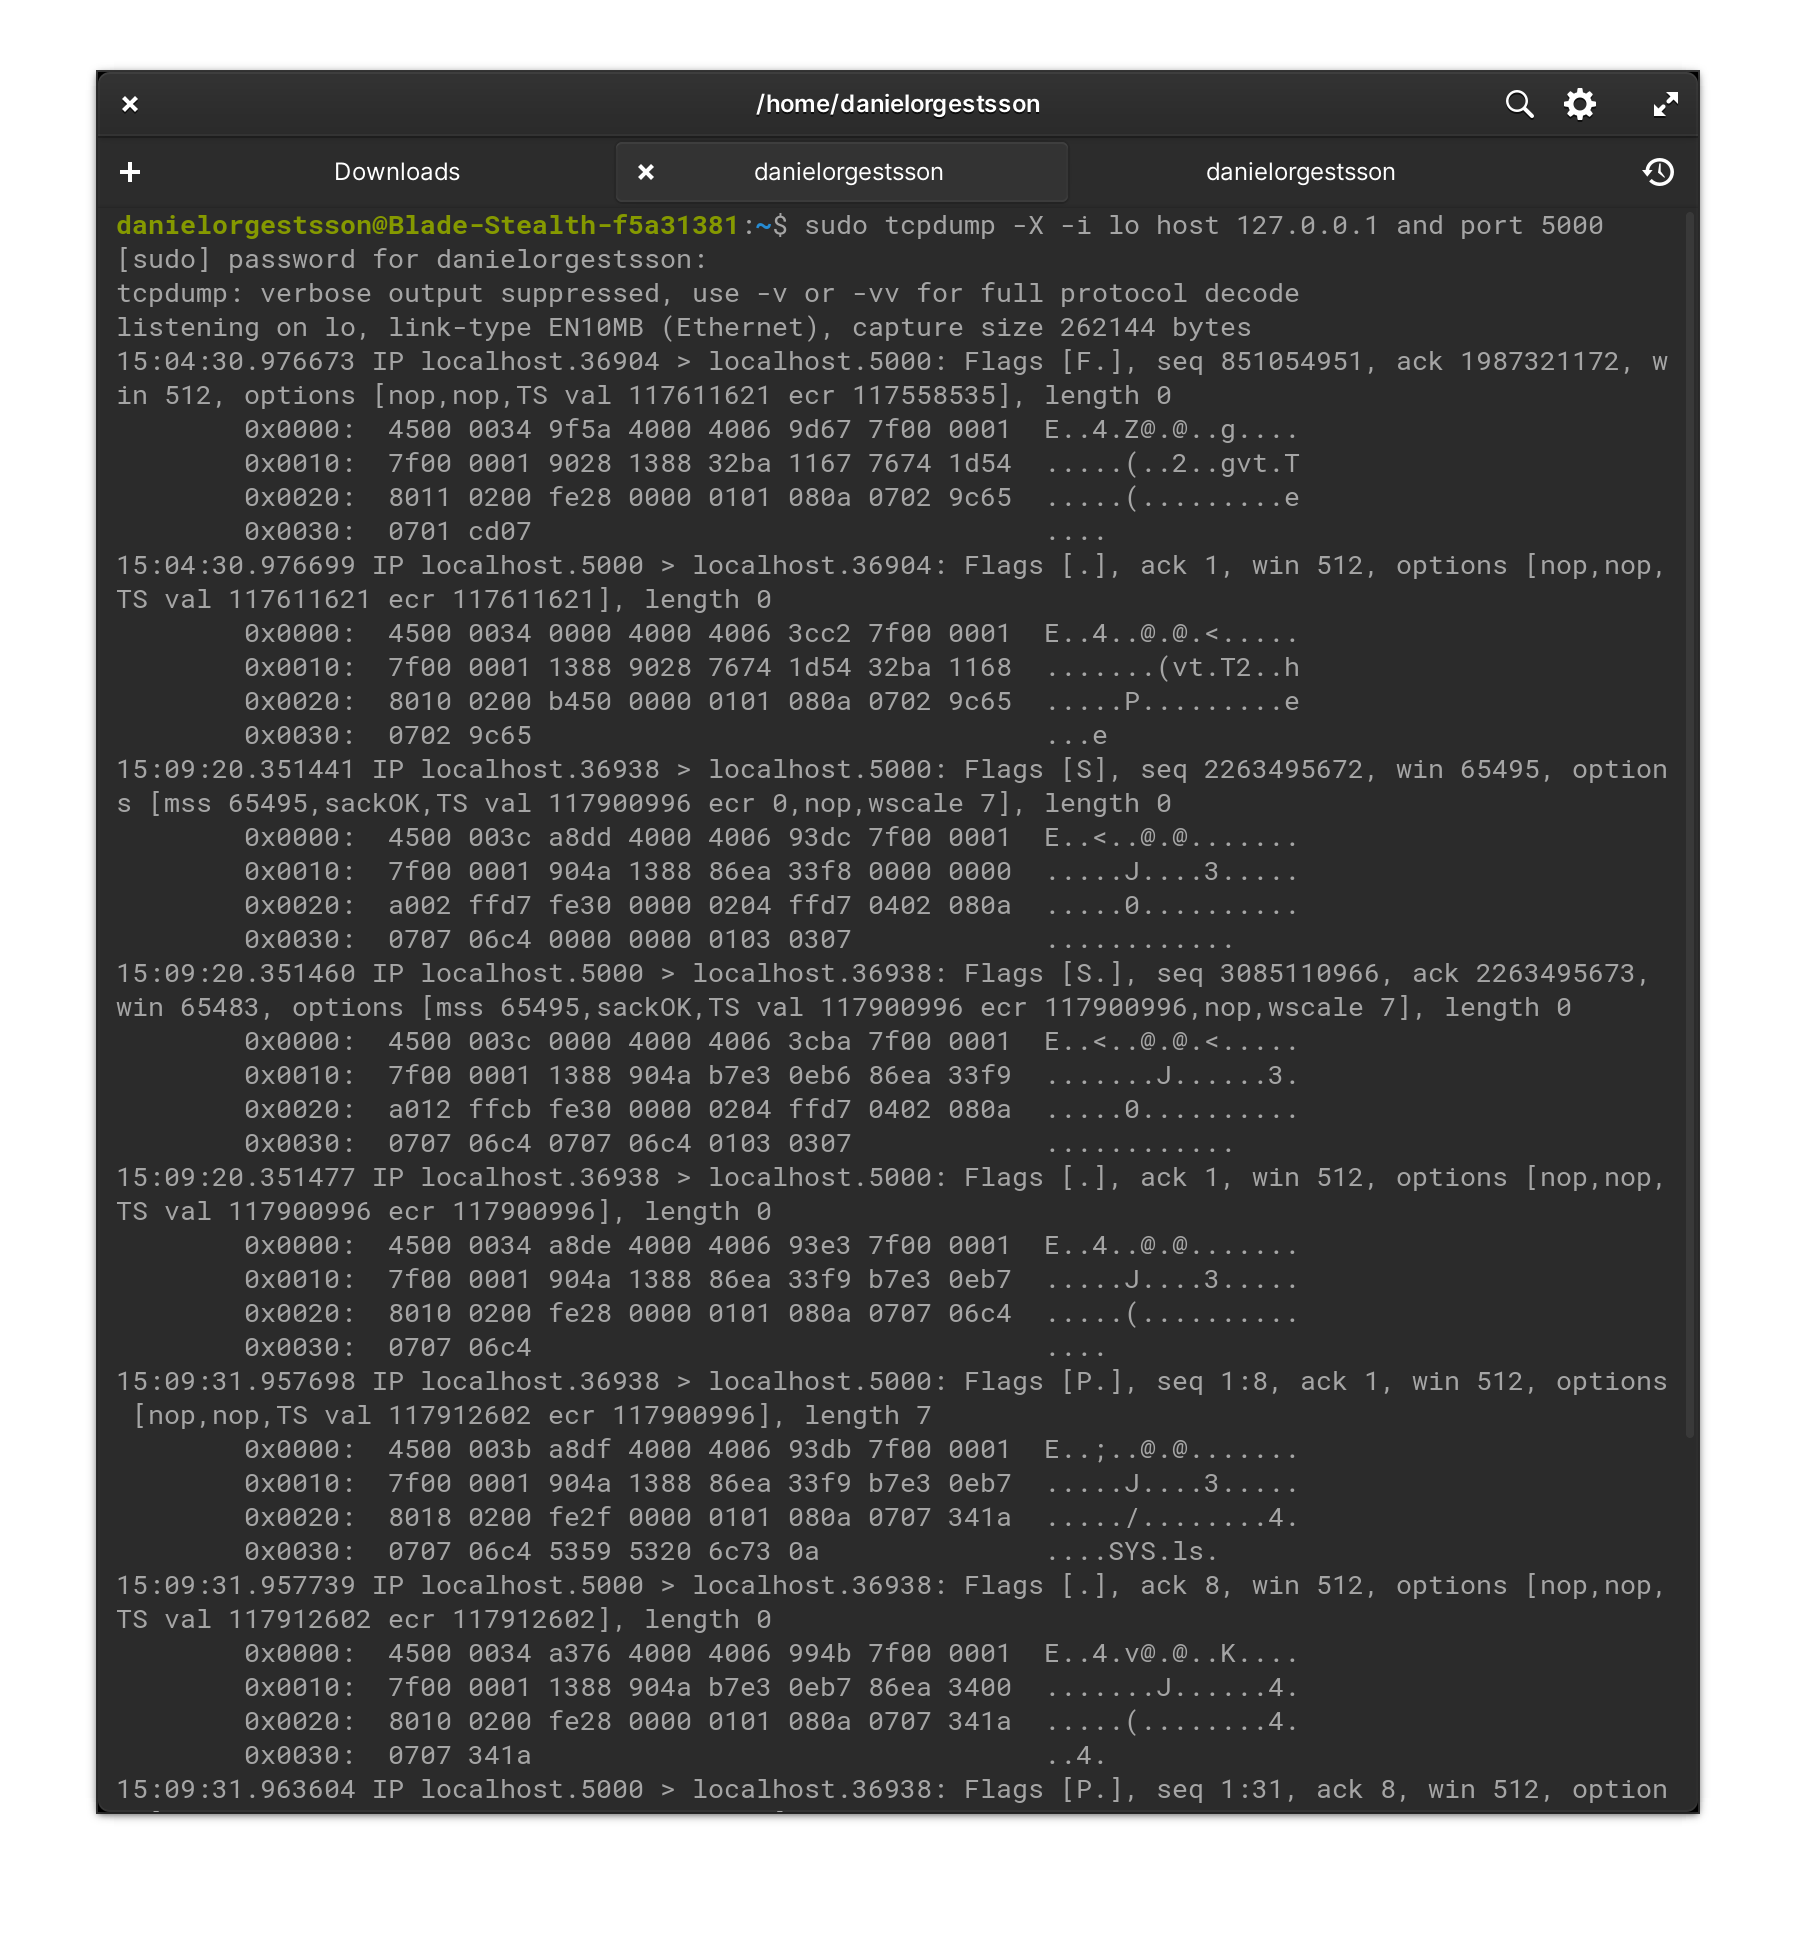 /home/danielorgestsson
Downloads danielorgestsson danielorgestsson
danielorgestsson@Blade-Stealth-f5a31381:~$ sudo tcpdump -X -i lo host 127.0.0.1 and port 5000
[sudo] password for danielorgestsson:
tcpdump: verbose output suppressed, use -v or -vv for full protocol decode
listening on lo, link-type EN10MB (Ethernet), capture size 262144 bytes
15:04:30.976673 IP localhost.36904 > localhost.5000: Flags [F.], seq 851054951, ack 1987321172, w
in 512, options [nop,nop,TS val 117611621 ecr 117558535], length 0
        0x0000:  4500 0034 9f5a 4000 4006 9d67 7f00 0001  E..4.Z@.@..g....
        0x0010:  7f00 0001 9028 1388 32ba 1167 7674 1d54  .....(..2..gvt.T
        0x0020:  8011 0200 fe28 0000 0101 080a 0702 9c65  .....(.........e
        0x0030:  0701 cd07                                ....
15:04:30.976699 IP localhost.5000 > localhost.36904: Flags [.], ack 1, win 512, options [nop,nop,
TS val 117611621 ecr 117611621], length 0
        0x0000:  4500 0034 0000 4000 4006 3cc2 7f00 0001  E..4..@.@.<.....
        0x0010:  7f00 0001 1388 9028 7674 1d54 32ba 1168  .......(vt.T2..h
        0x0020:  8010 0200 b450 0000 0101 080a 0702 9c65  .....P.........e
        0x0030:  0702 9c65                                ...e
15:09:20.351441 IP localhost.36938 > localhost.5000: Flags [S], seq 2263495672, win 65495, option
s [mss 65495,sackOK,TS val 117900996 ecr 0,nop,wscale 7], length 0
        0x0000:  4500 003c a8dd 4000 4006 93dc 7f00 0001  E..<..@.@.......
        0x0010:  7f00 0001 904a 1388 86ea 33f8 0000 0000  .....J....3.....
        0x0020:  a002 ffd7 fe30 0000 0204 ffd7 0402 080a  .....0..........
        0x0030:  0707 06c4 0000 0000 0103 0307            ............
15:09:20.351460 IP localhost.5000 > localhost.36938: Flags [S.], seq 3085110966, ack 2263495673,
win 65483, options [mss 65495,sackOK,TS val 117900996 ecr 117900996,nop,wscale 7], length 0
        0x0000:  4500 003c 0000 4000 4006 3cba 7f00 0001  E..<..@.@.<.....
        0x0010:  7f00 0001 1388 904a b7e3 0eb6 86ea 33f9  .......J......3.
        0x0020:  a012 ffcb fe30 0000 0204 ffd7 0402 080a  .....0..........
        0x0030:  0707 06c4 0707 06c4 0103 0307            ............
15:09:20.351477 IP localhost.36938 > localhost.5000: Flags [.], ack 1, win 512, options [nop,nop,
TS val 117900996 ecr 117900996], length 0
        0x0000:  4500 0034 a8de 4000 4006 93e3 7f00 0001  E..4..@.@.......
        0x0010:  7f00 0001 904a 1388 86ea 33f9 b7e3 0eb7  .....J....3.....
        0x0020:  8010 0200 fe28 0000 0101 080a 0707 06c4  .....(..........
        0x0030:  0707 06c4                                ....
15:09:31.957698 IP localhost.36938 > localhost.5000: Flags [P.], seq 1:8, ack 1, win 512, options
 [nop,nop,TS val 117912602 ecr 117900996], length 7
        0x0000:  4500 003b a8df 4000 4006 93db 7f00 0001  E..;..@.@.......
        0x0010:  7f00 0001 904a 1388 86ea 33f9 b7e3 0eb7  .....J....3.....
        0x0020:  8018 0200 fe2f 0000 0101 080a 0707 341a  ...../........4.
        0x0030:  0707 06c4 5359 5320 6c73 0a              ....SYS.ls.
15:09:31.957739 IP localhost.5000 > localhost.36938: Flags [.], ack 8, win 512, options [nop,nop,
TS val 117912602 ecr 117912602], length 0
        0x0000:  4500 0034 a376 4000 4006 994b 7f00 0001  E..4.v@.@..K....
        0x0010:  7f00 0001 1388 904a b7e3 0eb7 86ea 3400  .......J......4.
        0x0020:  8010 0200 fe28 0000 0101 080a 0707 341a  .....(........4.
        0x0030:  0707 341a                                ..4.
15:09:31.963604 IP localhost.5000 > localhost.36938: Flags [P.], seq 1:31, ack 8, win 512, option